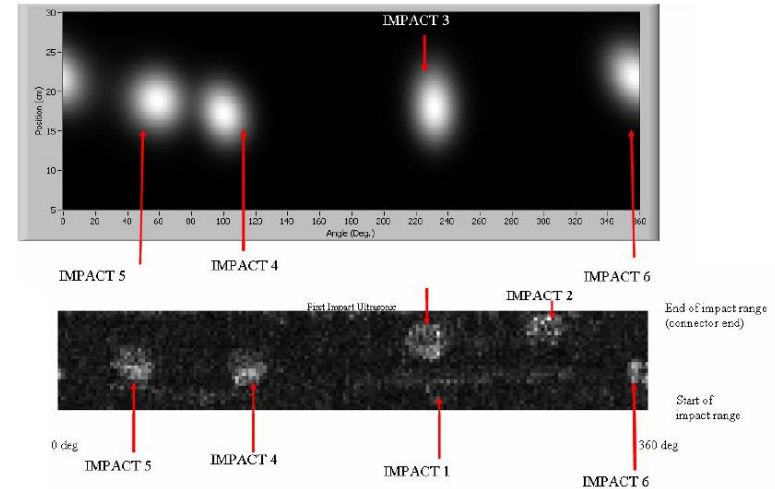 IMPACT 3
30
25
20
15
10
5
Position (cm)
0 20 40 60 80 100 120 140 160 180 200 220 240 260 280 300 320 340 360
Angle (Deg.)
IMPACT 5
IMPACT 4
IMPACT 6
First Impact Ultrasonic
IMPACT 2
End of impact range
(connector end)
Start of
impact range
0 deg
360 deg
IMPACT 5
IMPACT 4
IMPACT 1
IMPACT 6